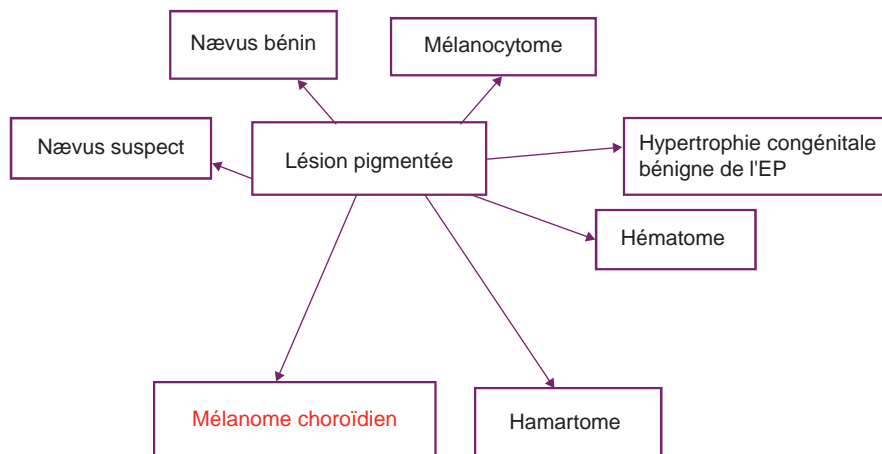 Nævus bénin
Mélanocytome
Nævus suspect
Lésion pigmentée
Hypertrophie congénitale
bénigne de l'EP
Hématome
Mélanome choroïdien
Hamartome